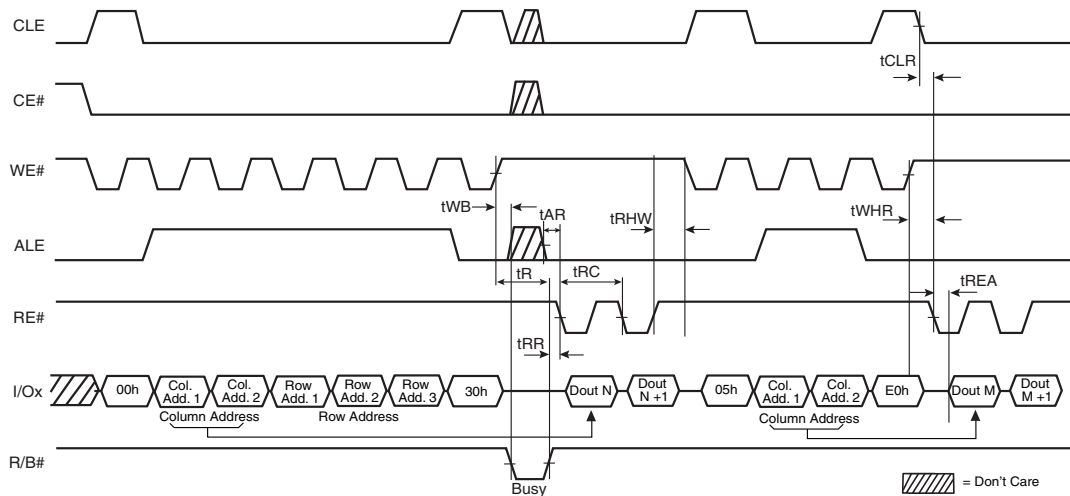 CLE
tCLR
CE#
WE#
tWB
tAR
tRHW
tWHR
ALE
tR
tRC
tREA
RE#
tRR
I/Ox
00h
Col. Add. 1
Col. Add. 2
Row Add. 1
Row Add. 2
Row Add. 3
30h
Dout N
Dout N +1
05h
Col. Add. 1
Col. Add. 2
E0h
Dout M
Dout M +1
Column Address
Row Address
Column Address
R/B#
Busy
= Don't Care